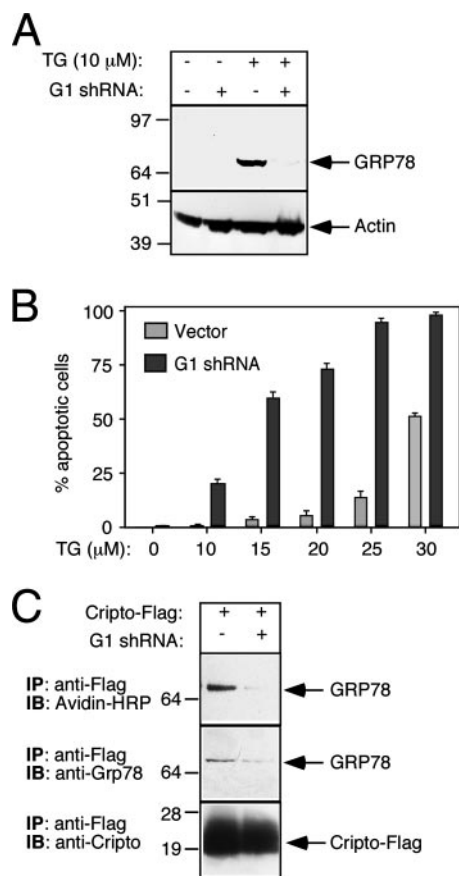 A
TG (10 μM): - - + +
G1 shRNA: - + - +
97
64
GRP78
51
39
Actin
B
100
75
50
25
0
% apoptotic cells
Vector
G1 shRNA
TG (μM): 0 10 15 20 25 30
C
Cripto-Flag: + +
G1 shRNA: - +
IP: anti-Flag
IB: Avidin-HRP
64
GRP78
IP: anti-Flag
IB: anti-Grp78
64
GRP78
IP: anti-Flag
IB: anti-Cripto
28
19
Cripto-Flag